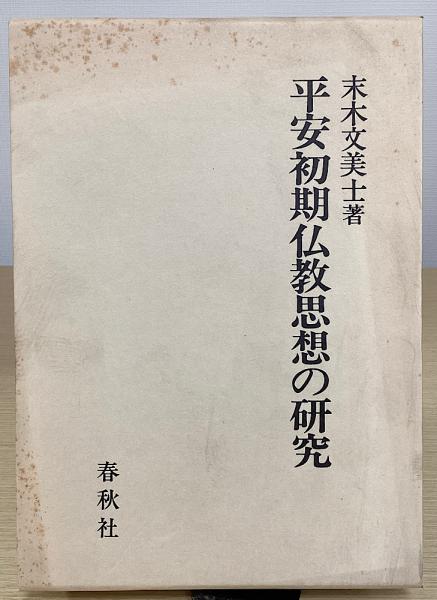 末木文美士著
平安初期仏教思想の研究
春秋社